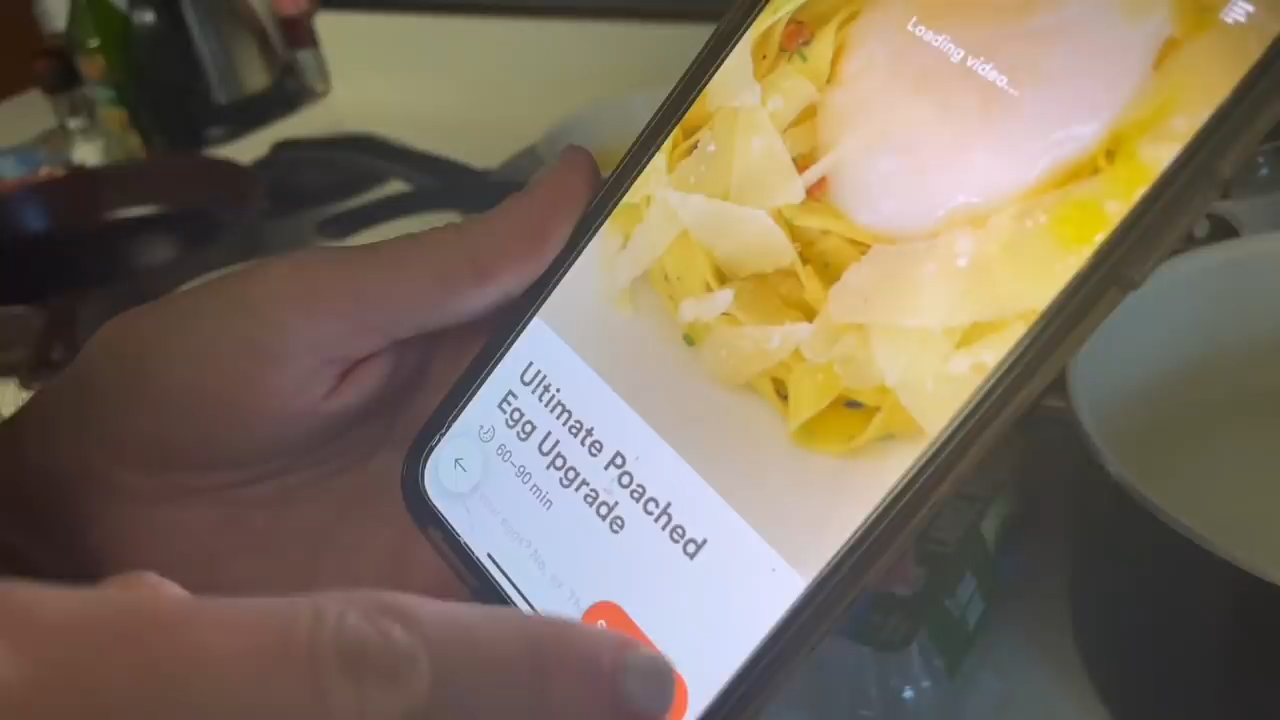 Loading video...
Ultimate Poached
Egg Upgrade
60–90 min